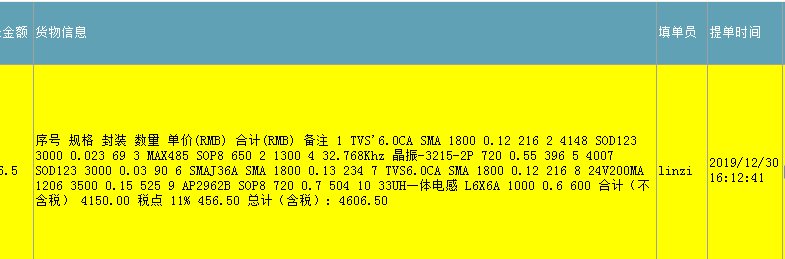 金额 货物信息 填单员 提单时间
序号 规格 封装 数量 单价(RMB) 合计(RMB) 备注 1 TVS'6.0CA SMA 1800 0.12 216 2 4148 SOD123
3000 0.023 69 3 MAX485 SOP8 650 2 1300 4 32.768Khz 晶振-3215-2P 720 0.55 396 5 4007
SOD123 3000 0.03 90 6 SMAJ36A SMA 1800 0.13 234 7 TVS6.0CA SMA 1800 0.12 216 8 24V200MA
1206 3500 0.15 525 9 AP2962B SOP8 720 0.7 504 10 33UH一体电感 L6X6A 1000 0.6 600 合计（不
含税） 4150.00 税点 11% 456.50 总计（含税）: 4606.50
6.5
linzi
2019/12/30
16:12:41